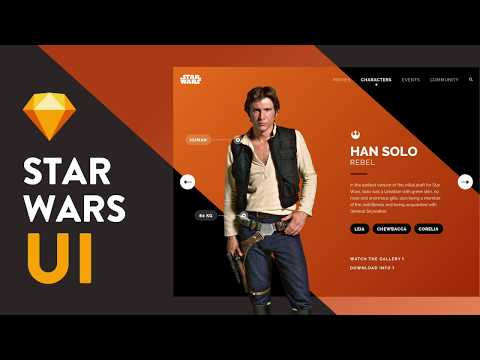 STAR
WARS
UI
STAR
WARS
MOVIES
CHARACTERS
EVENTS
COMMUNITY
HUMAN
80 KG
HAN SOLO
REBEL
In the earliest version of the initial draft for Star
Wars, Solo was a Ureallian with green skin, no
nose and enormous gills, also being a member
of the Jedi Bendu and being acquainted with
General Skywalker.
LEIA
CHEWBACCA
CORELIA
WATCH THE GALLERY
DOWNLOAD INFO